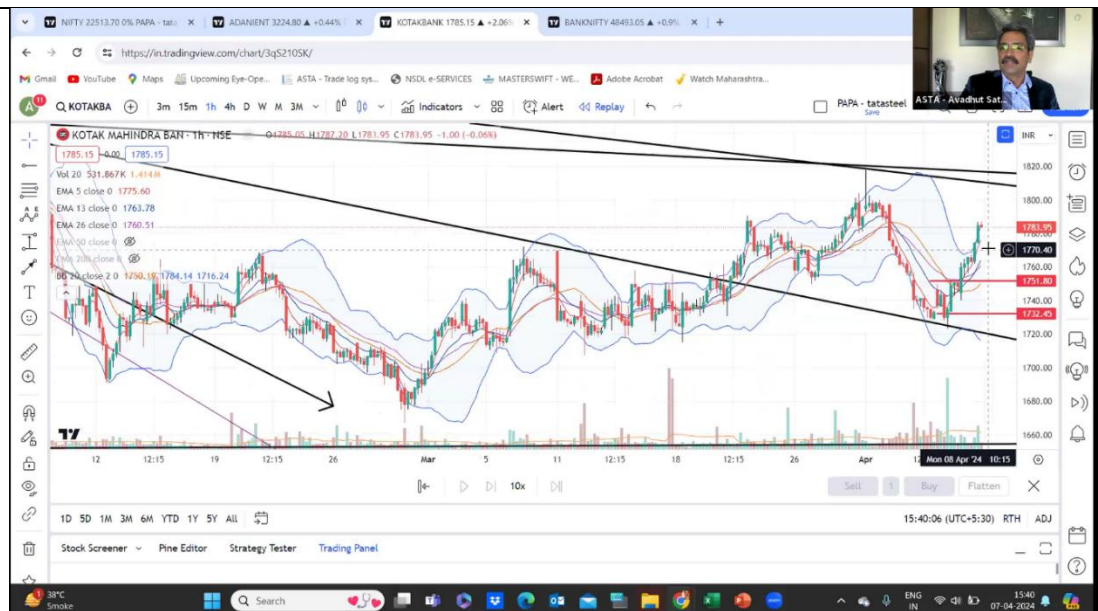 NIFTY 22513.70 0% PAPA - tata
ADANIENT 3224.80 ▲ +0.44%
KOTAKBANK 1785.15 ▲ +2.06%
BANKNIFTY 48493.05 ▲ +0.9%
https://in.tradingview.com/chart/3qS210SK/
Gmail YouTube Maps Upcoming Eye-Ope... ASTA - Trade log sys... NSDL e-SERVICES MASTERSWIFT - WE... Adobe Acrobat Watch Maharashtra...
ASTA - Avadhut Sat...
A 11 KOTAKBA 3m 15m 1h 4h D W M 3M Indicators Alert Replay PAPA - tatasteel
Save
KOTAK MAHINDRA BAN · 1h · NSE O1785.05 H1787.20 L1781.95 C1783.95 -1.00 (-0.06%) INR
1785.15 0.00 1785.15
Vol 20 531.867K 1.414M
EMA 5 close 0 1775.60
EMA 13 close 0 1763.78
EMA 26 close 0 1760.51
EMA 50 close 0
EMA 200 close 0
BB 20 close 2 0 1750.19 1784.14 1716.24
1820.00
1800.00
1783.95
1770.40
1760.00
1751.80
1740.00
1732.45
1720.00
1700.00
1680.00
1660.00
12 12:15 19 12:15 26 Mar 5 11 12:15 18 12:15 26 Apr Mon 08 Apr '24 10:15
10x Sell 1 Buy Flatten
1D 5D 1M 3M 6M YTD 1Y 5Y All 15:40:06 (UTC+5:30) RTH ADJ
Stock Screener Pine Editor Strategy Tester Trading Panel
38°C
Smoke
Search
ENG
IN
15:40
07-04-2024